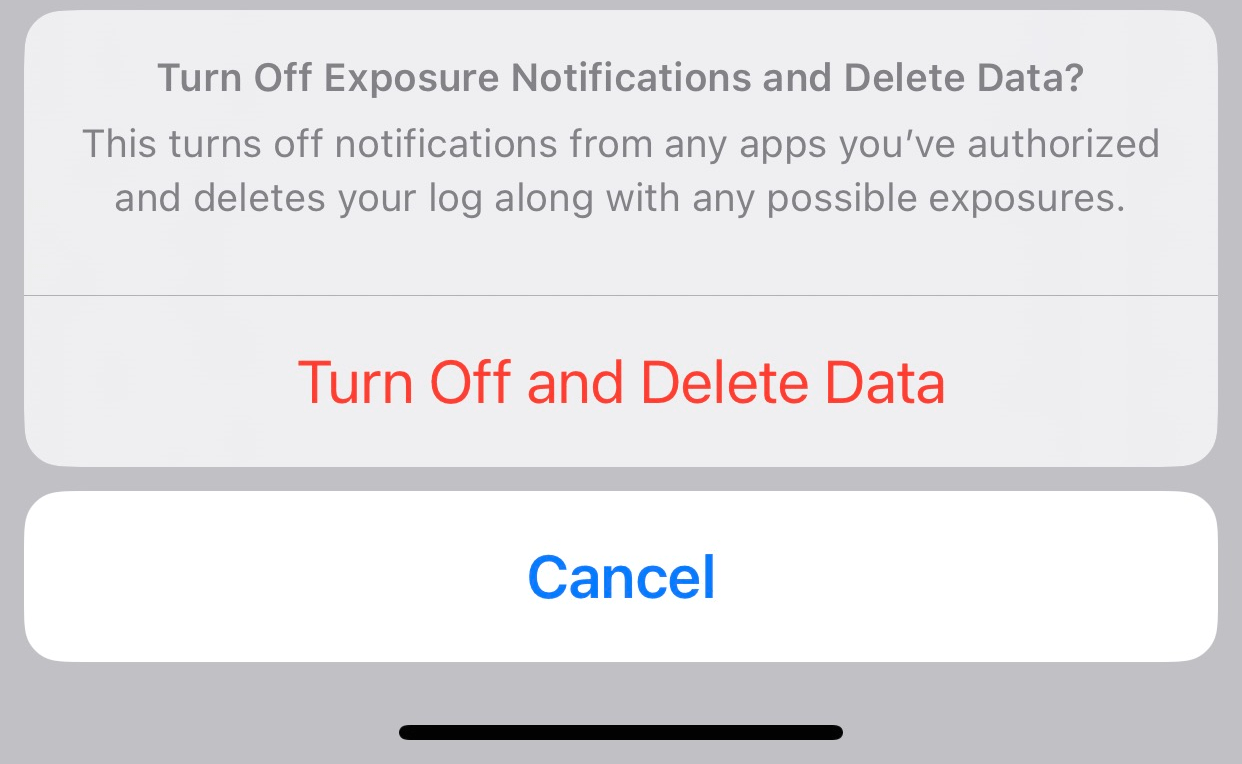 Turn Off Exposure Notifications and Delete Data?
This turns off notifications from any apps you’ve authorized
and deletes your log along with any possible exposures.
Turn Off and Delete Data
Cancel